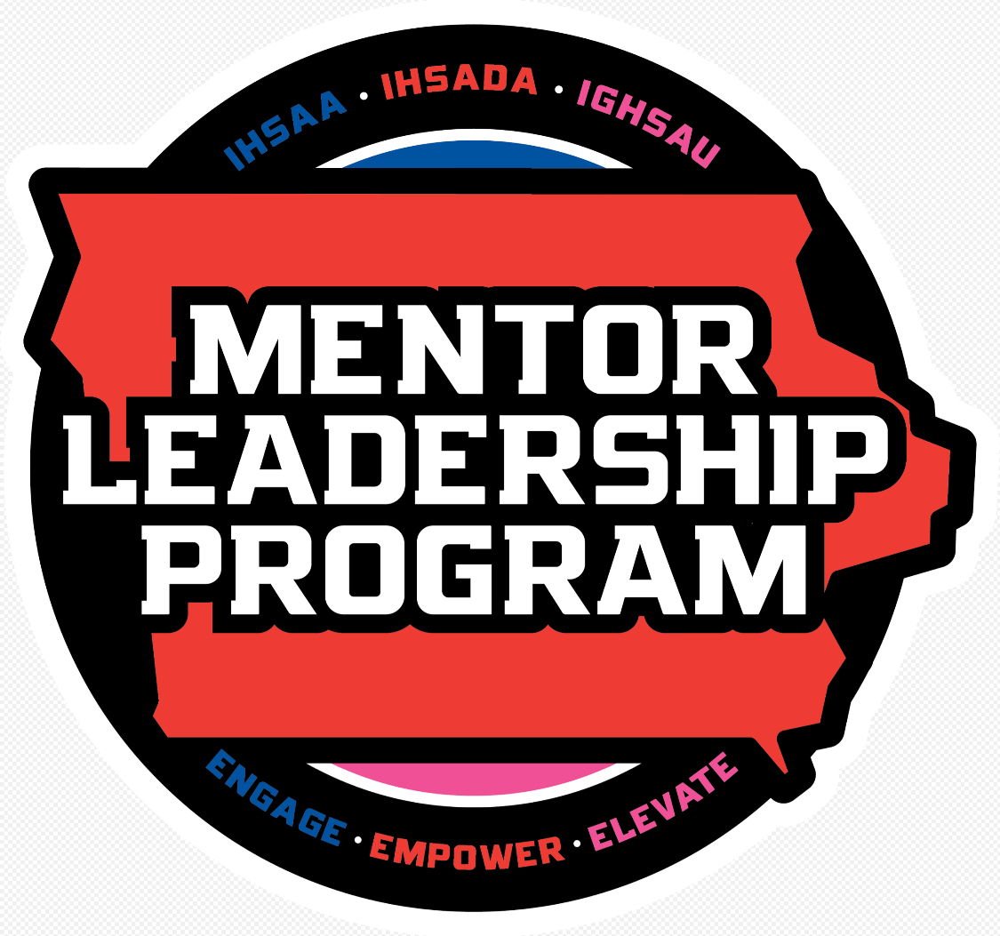 IHSAA • IHSADA • IGHSAU
MENTOR
LEADERSHIP
PROGRAM
ENGAGE • EMPOWER • ELEVATE